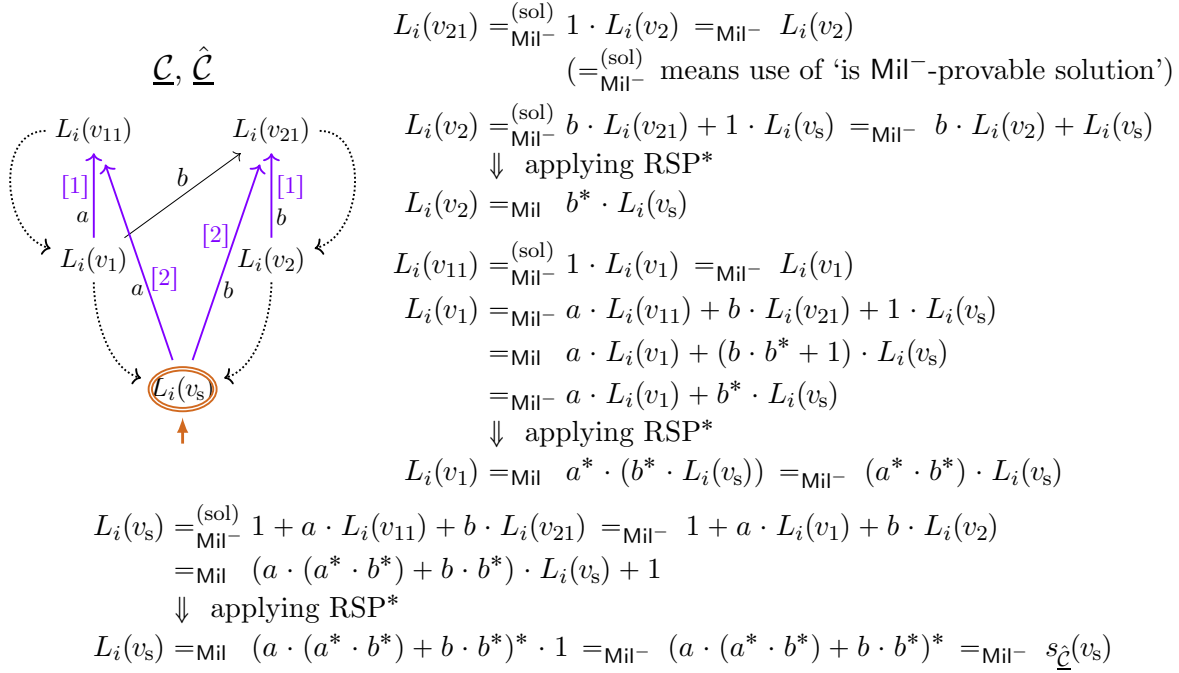 C, Ĉ
L_i(v_11) L_i(v_21)
[1] b [1]
a [2] b
L_i(v_1) L_i(v_2)
a [2] b
L_i(v_s)
L_i(v_21) =^(sol)_Mil⁻ 1 · L_i(v_2) =_Mil⁻ L_i(v_2)
(=^(sol)_Mil⁻ means use of ‘is Mil⁻-provable solution’)
L_i(v_2) =^(sol)_Mil⁻ b · L_i(v_21) + 1 · L_i(v_s) =_Mil⁻ b · L_i(v_2) + L_i(v_s)
⇓ applying RSP*
L_i(v_2) =_Mil b* · L_i(v_s)
L_i(v_11) =^(sol)_Mil⁻ 1 · L_i(v_1) =_Mil⁻ L_i(v_1)
L_i(v_1) =_Mil⁻ a · L_i(v_11) + b · L_i(v_21) + 1 · L_i(v_s)
=_Mil a · L_i(v_1) + (b · b* + 1) · L_i(v_s)
=_Mil⁻ a · L_i(v_1) + b* · L_i(v_s)
⇓ applying RSP*
L_i(v_1) =_Mil a* · (b* · L_i(v_s)) =_Mil⁻ (a* · b*) · L_i(v_s)
L_i(v_s) =^(sol)_Mil⁻ 1 + a · L_i(v_11) + b · L_i(v_21) =_Mil⁻ 1 + a · L_i(v_1) + b · L_i(v_2)
=_Mil (a · (a* · b*) + b · b*) · L_i(v_s) + 1
⇓ applying RSP*
L_i(v_s) =_Mil (a · (a* · b*) + b · b*)* · 1 =_Mil⁻ (a · (a* · b*) + b · b*)* =_Mil⁻ s_Ĉ(v_s)